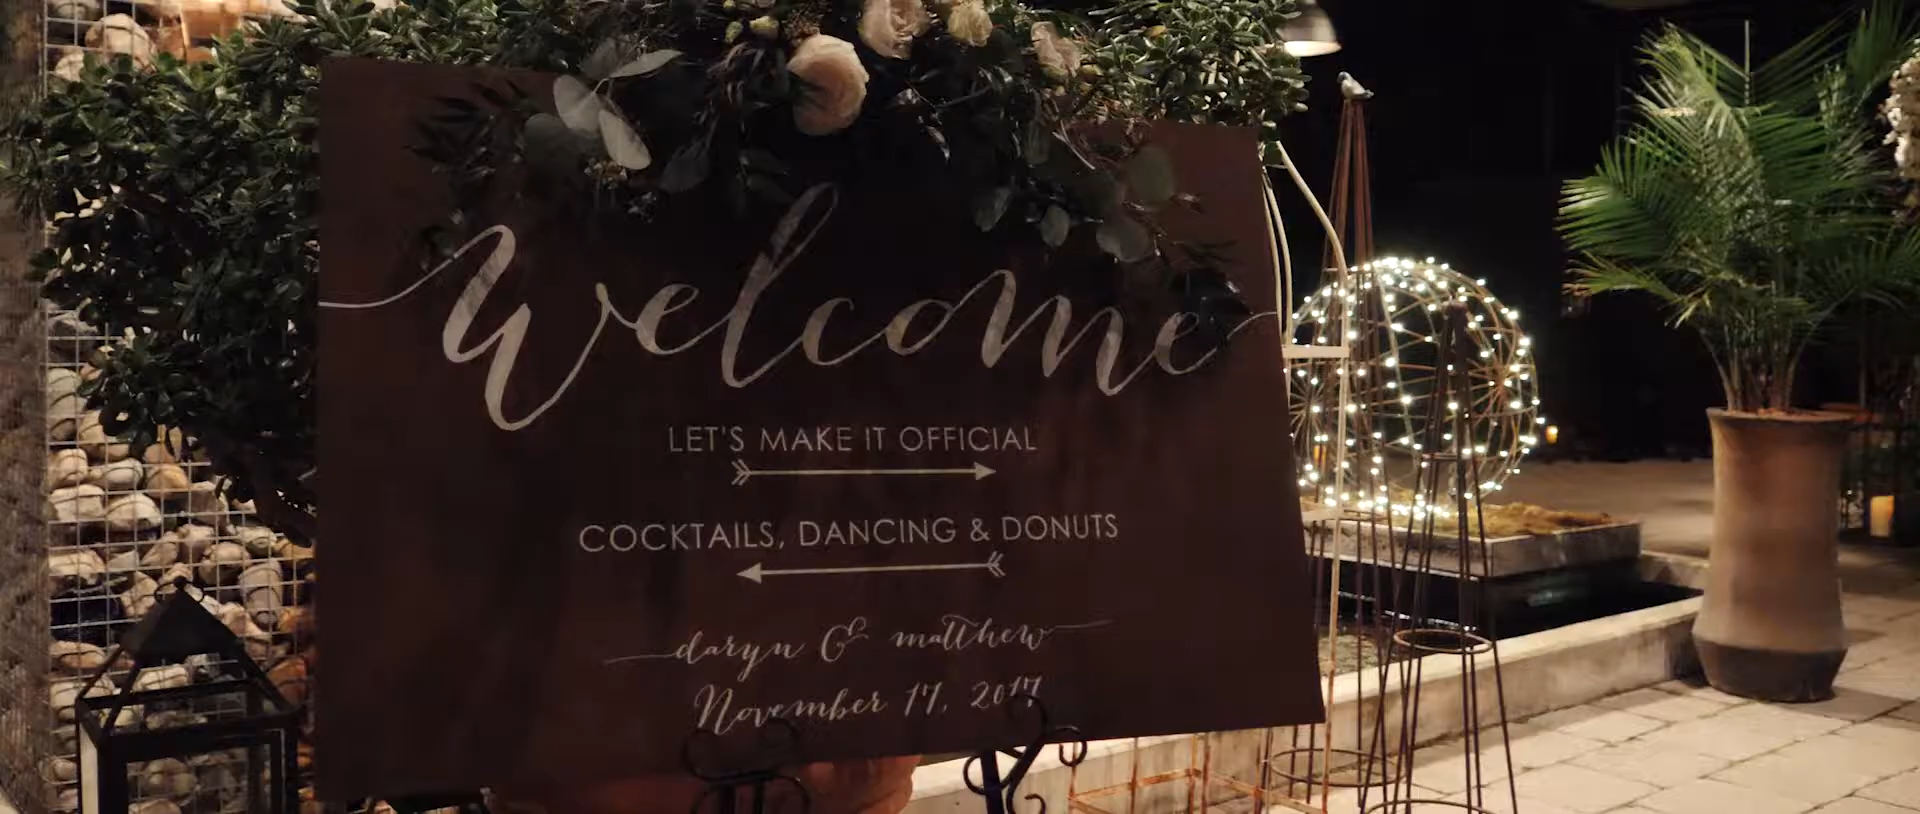 welcome
LET'S MAKE IT OFFICIAL
COCKTAILS, DANCING & DONUTS
daryn & matthew
November 17, 2017